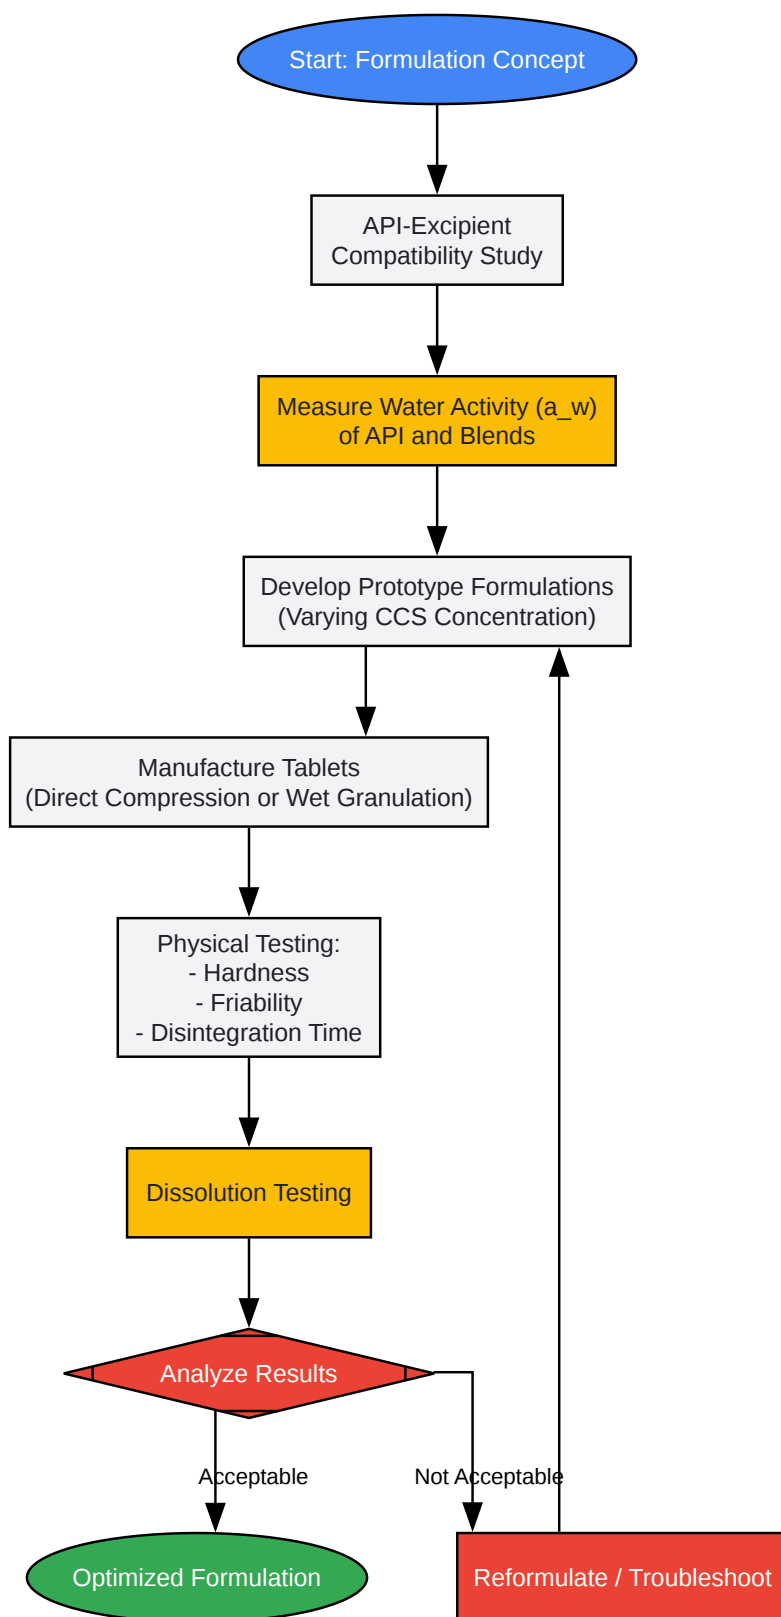 Start: Formulation Concept
API-Excipient
Compatibility Study
Measure Water Activity (a_w)
of API and Blends
Develop Prototype Formulations
(Varying CCS Concentration)
Manufacture Tablets
(Direct Compression or Wet Granulation)
Physical Testing:
- Hardness
- Friability
- Disintegration Time
Dissolution Testing
Analyze Results
Acceptable
Not Acceptable
Optimized Formulation
Reformulate / Troubleshoot